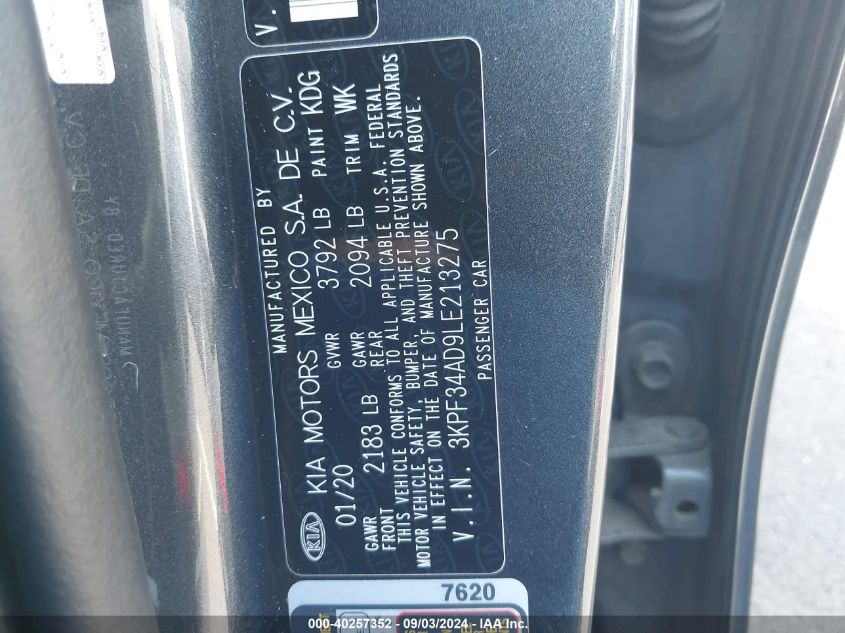 V.
KIA
MANUFACTURED BY
KIA MOTORS MEXICO S.A. DE C.V.
01/20 GVWR 3792 LB PAINT KDG
GAWR FRONT 2183 LB GAWR REAR 2094 LB TRIM WK
THIS VEHICLE CONFORMS TO ALL APPLICABLE U.S.A. FEDERAL
MOTOR VEHICLE SAFETY, BUMPER, AND THEFT PREVENTION STANDARDS
IN EFFECT ON THE DATE OF MANUFACTURE SHOWN ABOVE.
V.I.N. 3KPF34AD9LE213275
PASSENGER CAR
7620
000-40257352 - 09/03/2024 - IAA Inc.